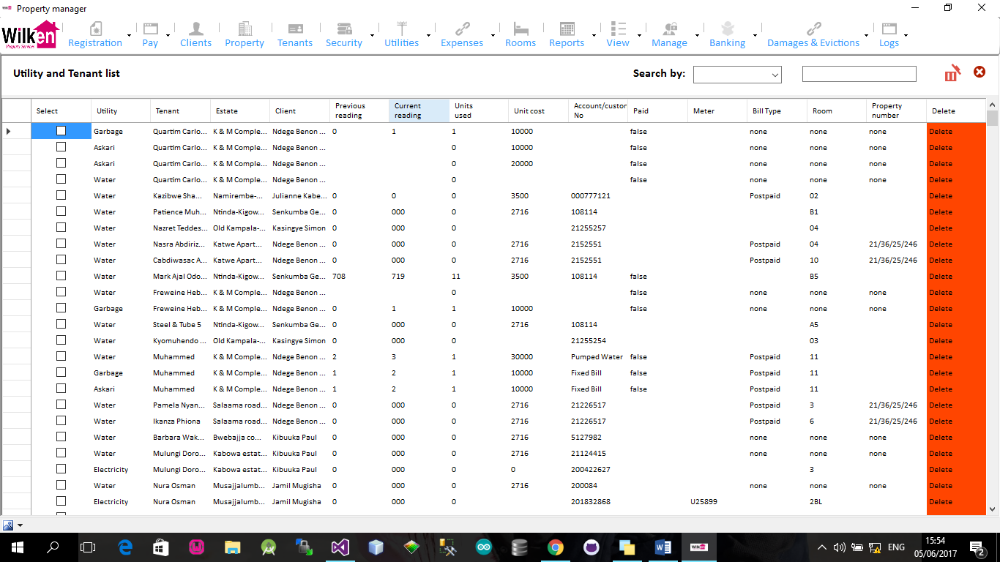 Property manager
Wilken
Property Services
Registration Pay Clients Property Tenants Security Utilities Expenses Rooms Reports View Manage Banking Damages & Evictions Logs
Utility and Tenant list Search by:
Select Utility Tenant Estate Client Previous reading Current reading Units used Unit cost Account/custor No Paid Meter Bill Type Room Property number Delete
Garbage Quartim Carlo... K & M Comple... Ndege Benon ... 0 1 1 10000 false none none none Delete
Askari Quartim Carlo... K & M Comple... Ndege Benon ... 0 10000 false none none none Delete
Askari Quartim Carlo... K & M Comple... Ndege Benon ... 0 20000 false none none none Delete
Water Quartim Carlo... K & M Comple... Ndege Benon ... 0 false none none none Delete
Water Kazibwe Sha... Namirembe-... Julianne Kabe... 0 0 0 3500 000777121 Postpaid 02 Delete
Water Patience Muh... Ntinda-Kigow... Senkumba Ge... 0 000 0 2716 108114 B1 Delete
Water Nazret Teddes... Old Kampala-... Kasingye Simon 0 000 0 21255257 04 Delete
Water Nasra Abdiriz... Katwe Apart... Ndege Benon ... 0 000 0 2716 2152551 Postpaid 04 21/36/25/246 Delete
Water Cabdiwasac A... Katwe Apart... Ndege Benon ... 0 000 0 2716 2152551 Postpaid 10 21/36/25/246 Delete
Water Mark Ajal Odo... Ntinda-Kigow... Senkumba Ge... 708 719 11 3500 108114 false B5 Delete
Water Freweine Heb... K & M Comple... Ndege Benon ... 0 false none none none Delete
Garbage Freweine Heb... K & M Comple... Ndege Benon ... 0 1 1 10000 false none none none Delete
Water Steel & Tube 5 Ntinda-Kigow... Senkumba Ge... 0 000 0 2716 108114 A5 Delete
Water Kyomuhendo ... Old Kampala-... Kasingye Simon 0 000 0 21255254 03 Delete
Water Muhammed K & M Comple... Ndege Benon ... 2 3 1 30000 Pumped Water false Postpaid 11 Delete
Garbage Muhammed K & M Comple... Ndege Benon ... 1 2 1 10000 Fixed Bill false Postpaid 11 Delete
Askari Muhammed K & M Comple... Ndege Benon ... 1 2 1 10000 Fixed Bill false Postpaid 11 Delete
Water Pamela Nyan... Salaama road... Ndege Benon ... 0 000 0 2716 21226517 Postpaid 3 21/36/25/246 Delete
Water Ikanza Phiona Salaama road... Ndege Benon ... 0 000 0 2716 21226517 Postpaid 6 21/36/25/246 Delete
Water Barbara Wak... Bwebajja co... Kibuuka Paul 0 000 0 2716 5127982 none none none Delete
Water Mulungi Doro... Kabowa estat... Kibuuka Paul 0 000 0 2716 21124415 none none none Delete
Electricity Mulungi Doro... Kabowa estat... Kibuuka Paul 0 000 0 0 200422627 3 Delete
Water Nura Osman Musajjalumb... Jamil Mugisha 0 000 0 2716 200084 none none none Delete
Electricity Nura Osman Musajjalumb... Jamil Mugisha 0 000 0 201832868 U25899 2BL Delete
ENG 15:54
05/06/2017 2